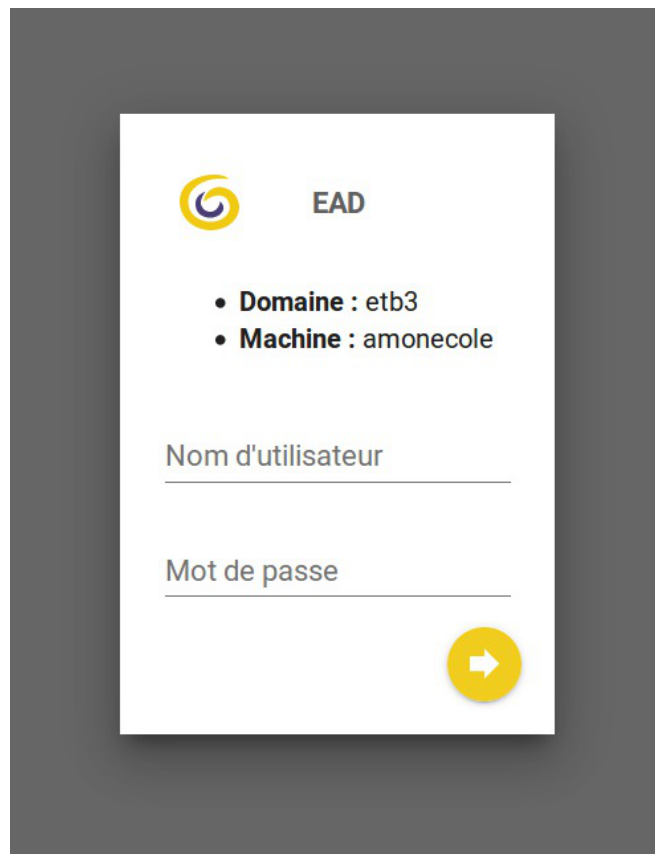 EAD
• Domaine : etb3
• Machine : amonecole
Nom d'utilisateur
Mot de passe